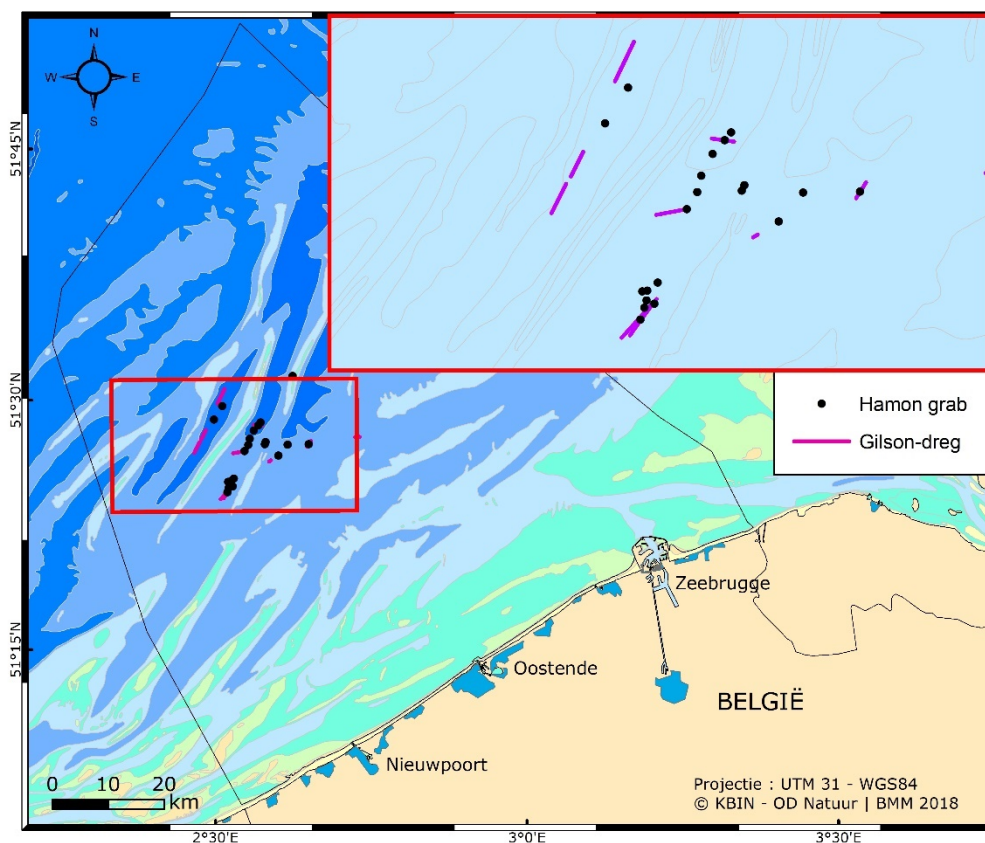 N
W E
S
51°45'N
51°30'N
51°15'N
Hamon grab
Gilson-dreg
Zeebrugge
Oostende
BELGIË
Nieuwpoort
0 10 20
km
Projectie : UTM 31 - WGS84
© KBIN - OD Natuur | BMM 2018
2°30'E 3°0'E 3°30'E